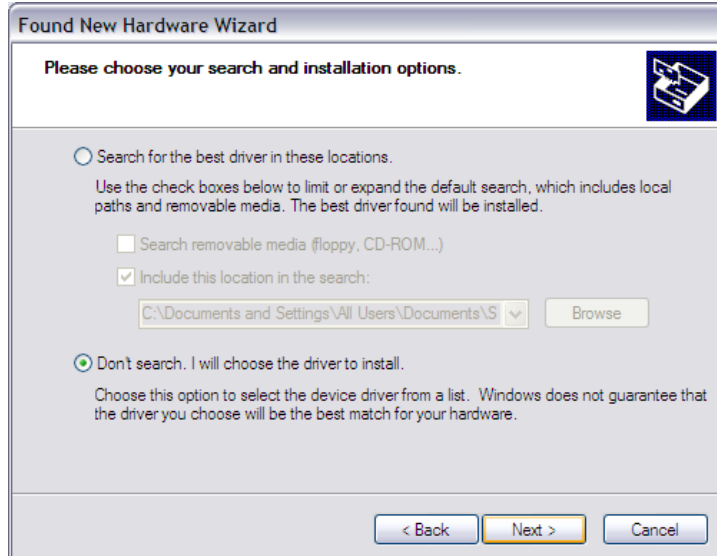 Found New Hardware Wizard
Please choose your search and installation options.
Search for the best driver in these locations.
Use the check boxes below to limit or expand the default search, which includes local
paths and removable media. The best driver found will be installed.
Search removable media (floppy, CD-ROM...)
Include this location in the search:
C:\Documents and Settings\All Users\Documents\S
Browse
Don't search. I will choose the driver to install.
Choose this option to select the device driver from a list. Windows does not guarantee that
the driver you choose will be the best match for your hardware.
< Back
Next >
Cancel